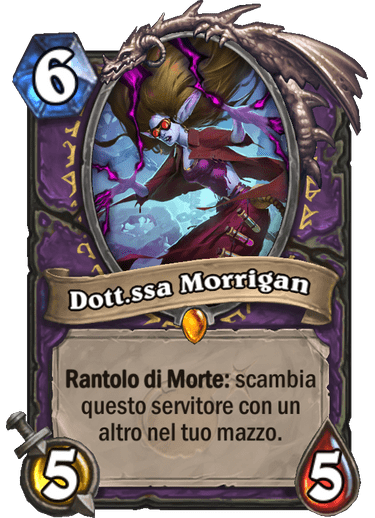 6
Dott.ssa Morrigan
Rantolo di Morte: scambia
questo servitore con un
altro nel tuo mazzo.
5
5